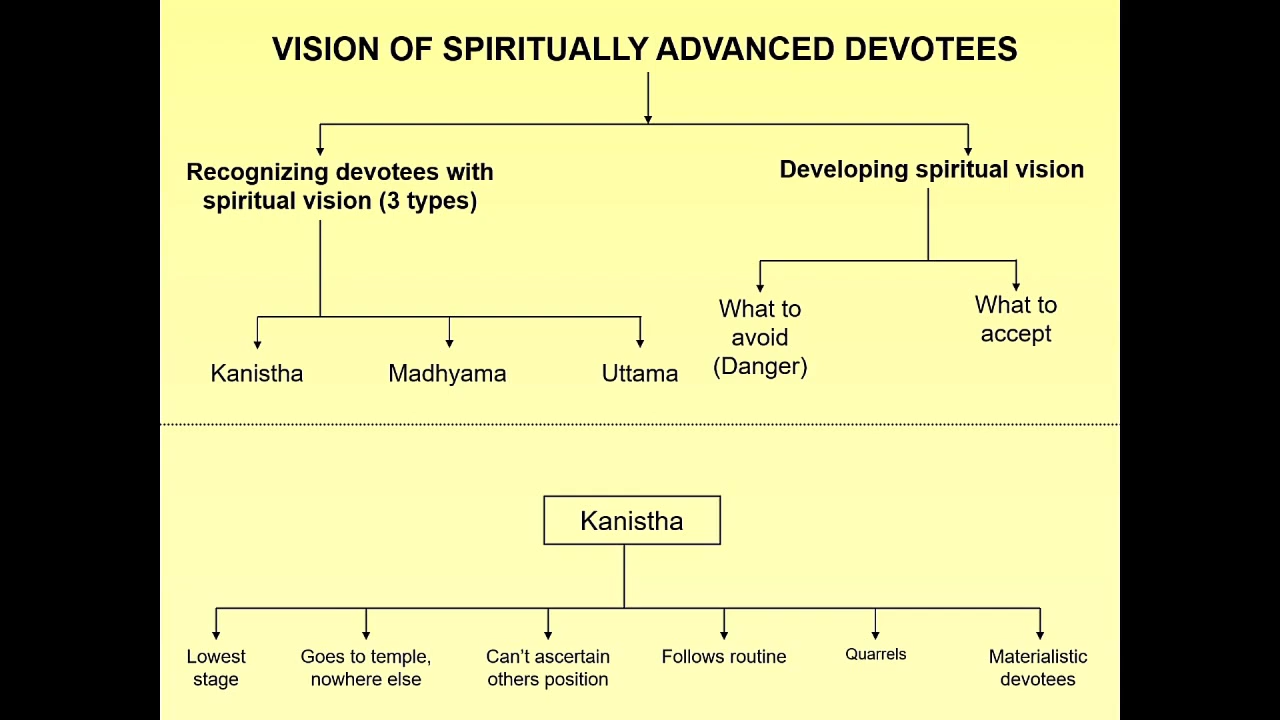 VISION OF SPIRITUALLY ADVANCED DEVOTEES
Recognizing devotees with
spiritual vision (3 types)
Developing spiritual vision
Kanistha
Madhyama
Uttama
What to
avoid
(Danger)
What to
accept
Kanistha
Lowest
stage
Goes to temple,
nowhere else
Can't ascertain
others position
Follows routine
Quarrels
Materialistic
devotees